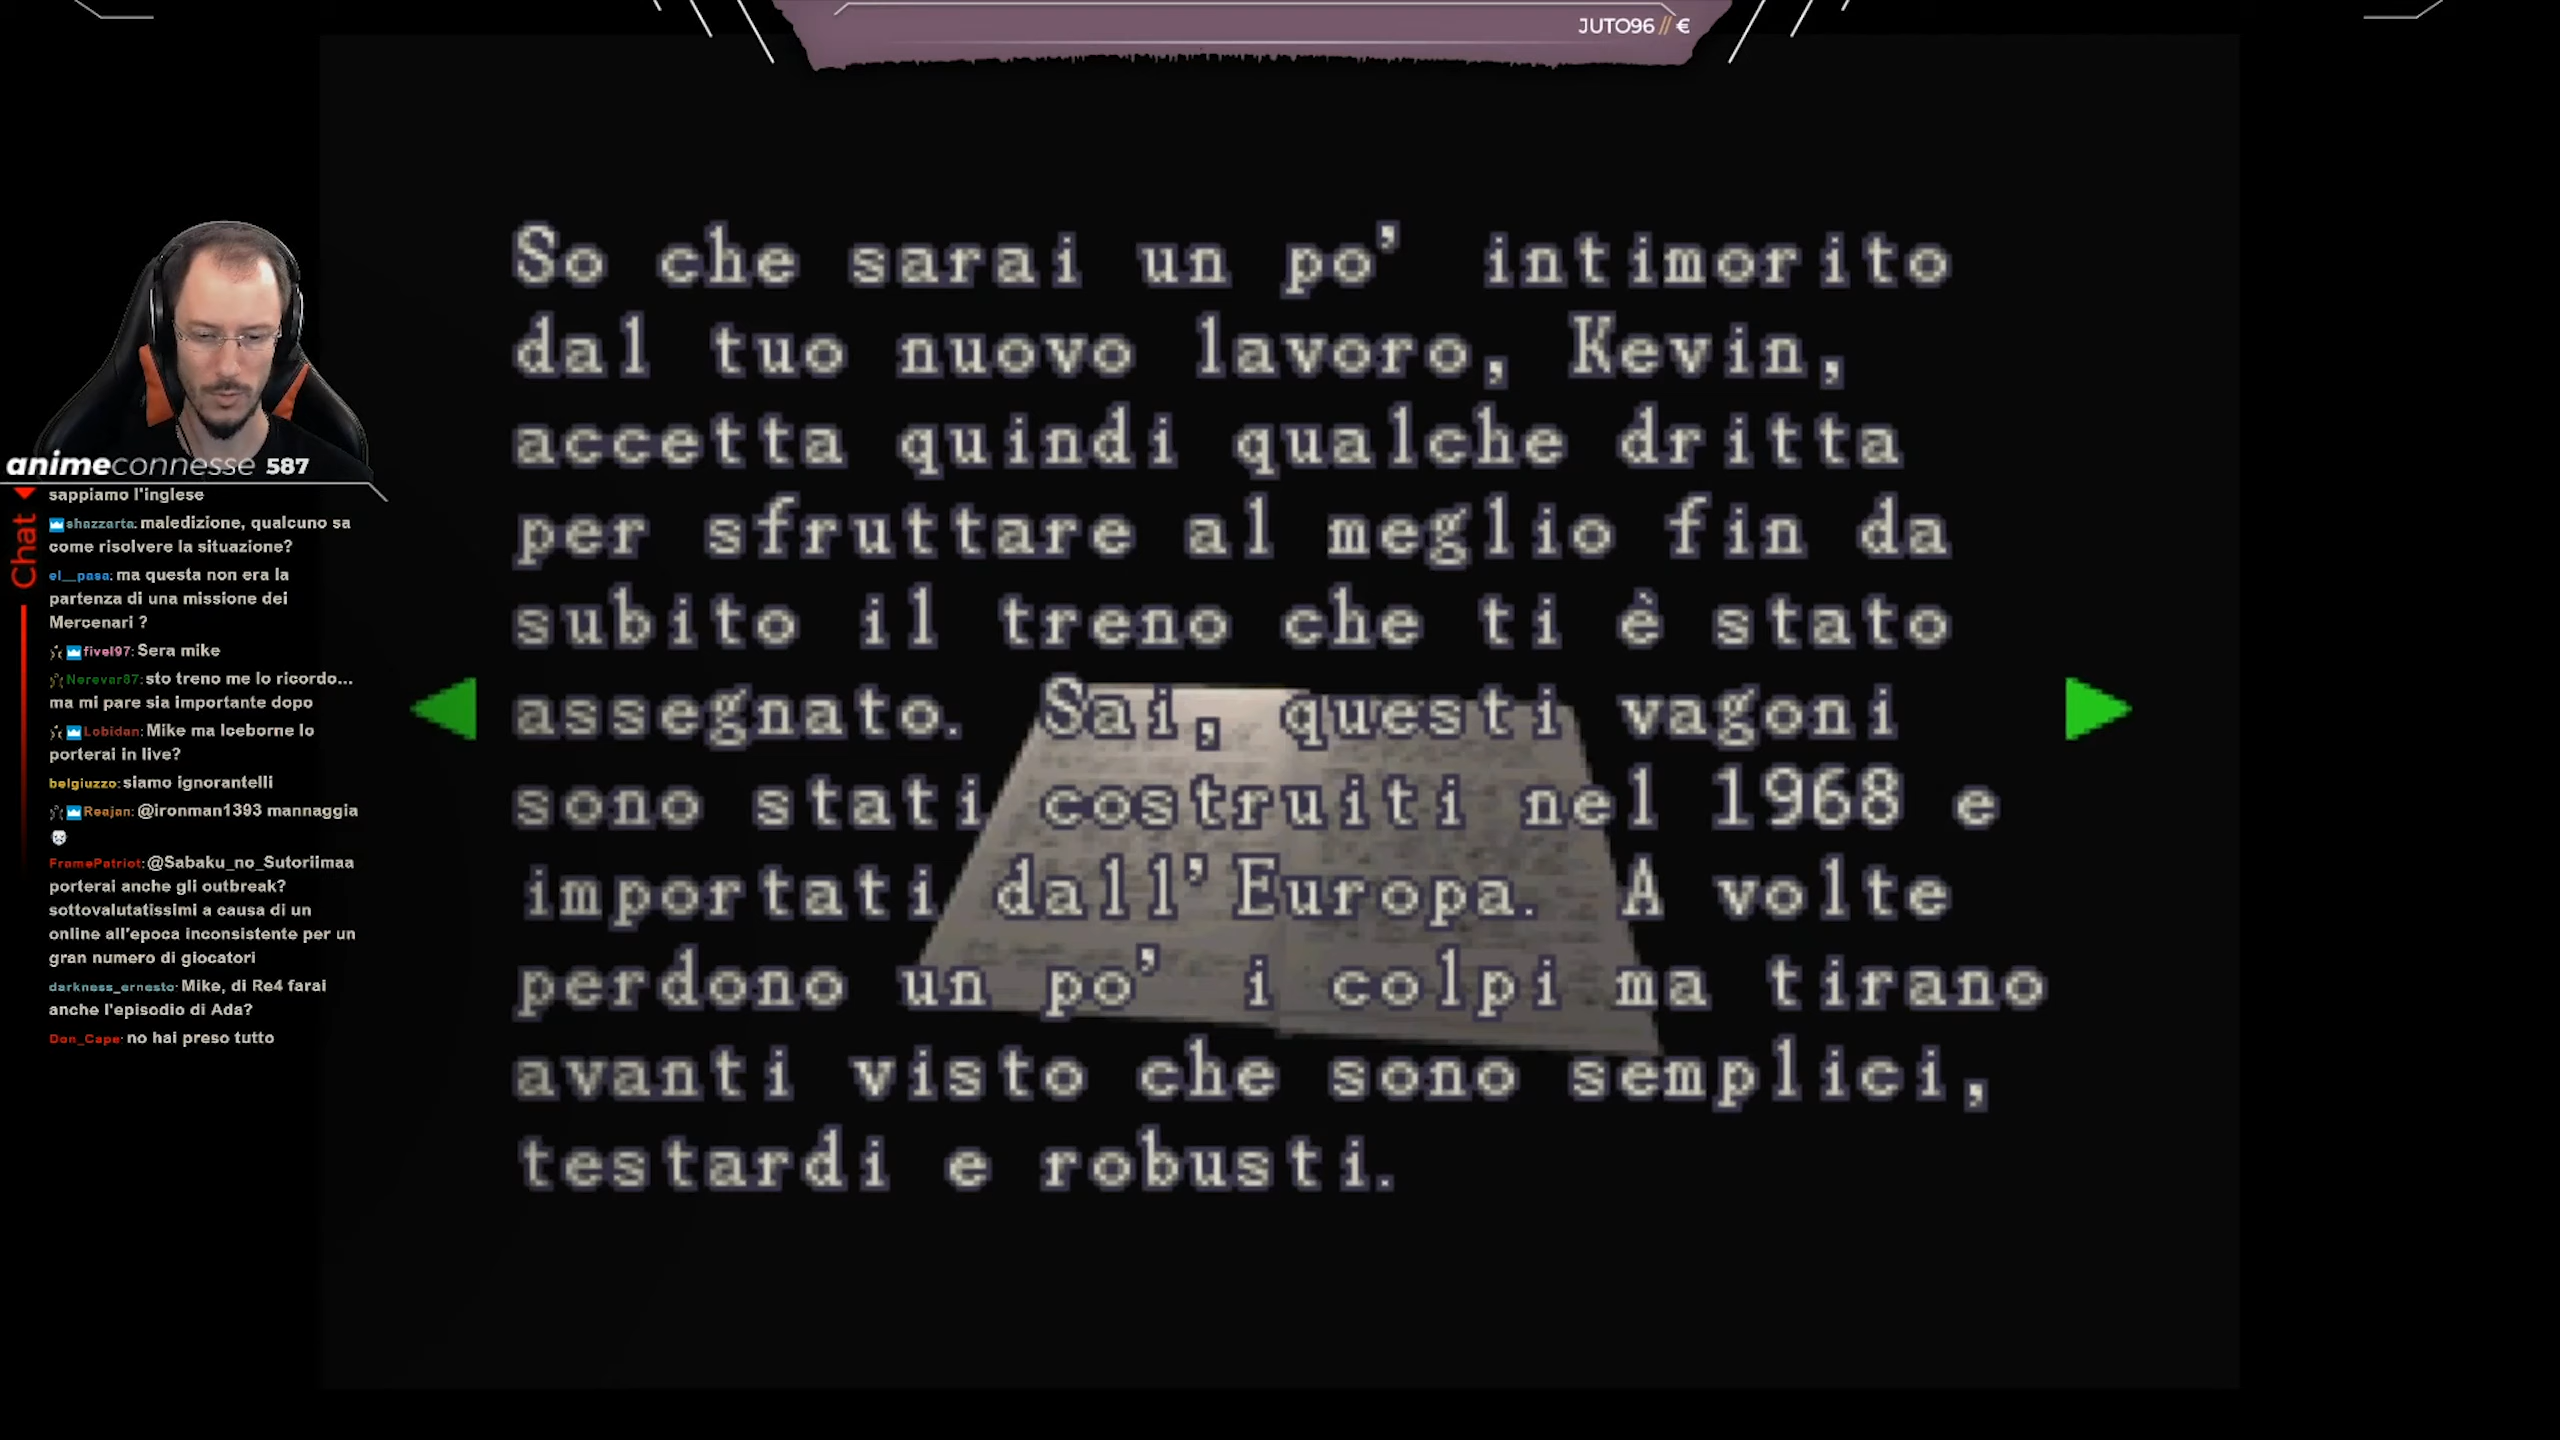 JUTO96 // €
So che sarai un po' intimorito
dal tuo nuovo lavoro, Kevin,
accetta quindi qualche dritta
per sfruttare al meglio fin da
subito il treno che ti è stato
assegnato. Sai, questi vagoni
sono stati costruiti nel 1968 e
importati dall'Europa. A volte
perdono un po' i colpi ma tirano
avanti visto che sono semplici,
testardi e robusti.
animeconnesse 587
Chat
sappiamo l'inglese
shazzarta: maledizione, qualcuno sa
come risolvere la situazione?
el__pasa: ma questa non era la
partenza di una missione dei
Mercenari ?
fivel97: Sera mike
Nerevar87: sto treno me lo ricordo...
ma mi pare sia importante dopo
Lobidan: Mike ma Iceborne lo
porterai in live?
belgiuzzo: siamo ignorantelli
Reajan: @ironman1393 mannaggia
FramePatriot: @Sabaku_no_Sutoriimaa
porterai anche gli outbreak?
sottovalutatissimi a causa di un
online all'epoca inconsistente per un
gran numero di giocatori
darkness_ernesto: Mike, di Re4 farai
anche l'episodio di Ada?
Don_Cape: no hai preso tutto